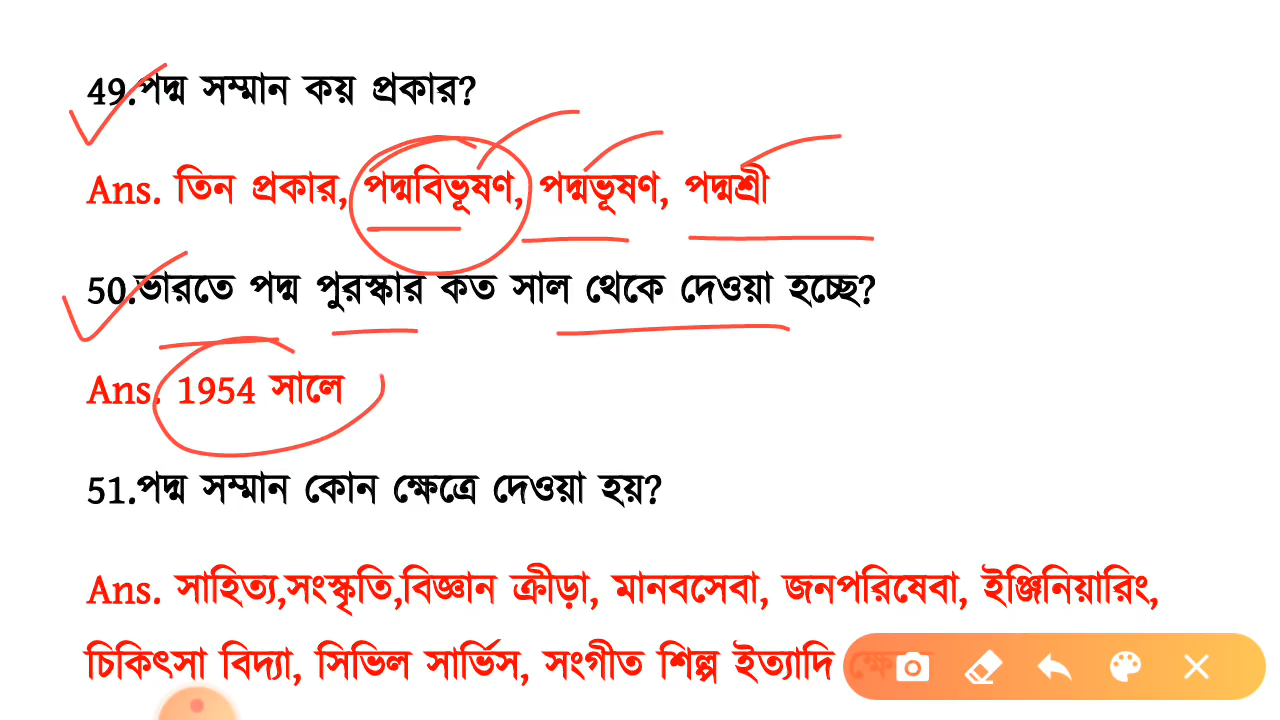 49.পদ্ম সম্মান কয় প্রকার?
Ans. তিন প্রকার, পদ্মবিভূষণ, পদ্মভূষণ, পদ্মশ্রী
50.ভারতে পদ্ম পুরস্কার কত সাল থেকে দেওয়া হচ্ছে?
Ans. 1954 সালে
51.পদ্ম সম্মান কোন ক্ষেত্রে দেওয়া হয়?
Ans. সাহিত্য,সংস্কৃতি,বিজ্ঞান ক্রীড়া, মানবসেবা, জনপরিষেবা, ইঞ্জিনিয়ারিং,
চিকিৎসা বিদ্যা, সিভিল সার্ভিস, সংগীত শিল্প ইত্যাদি